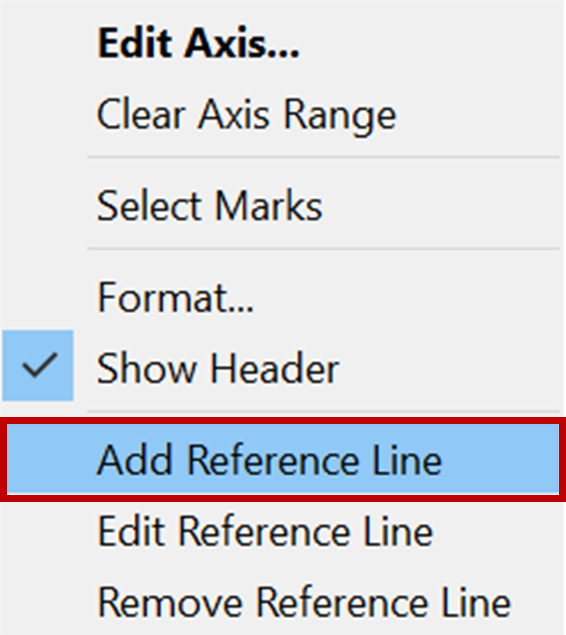 Edit Axis...
Clear Axis Range
Select Marks
Format...
Show Header
Add Reference Line
Edit Reference Line
Remove Reference Line